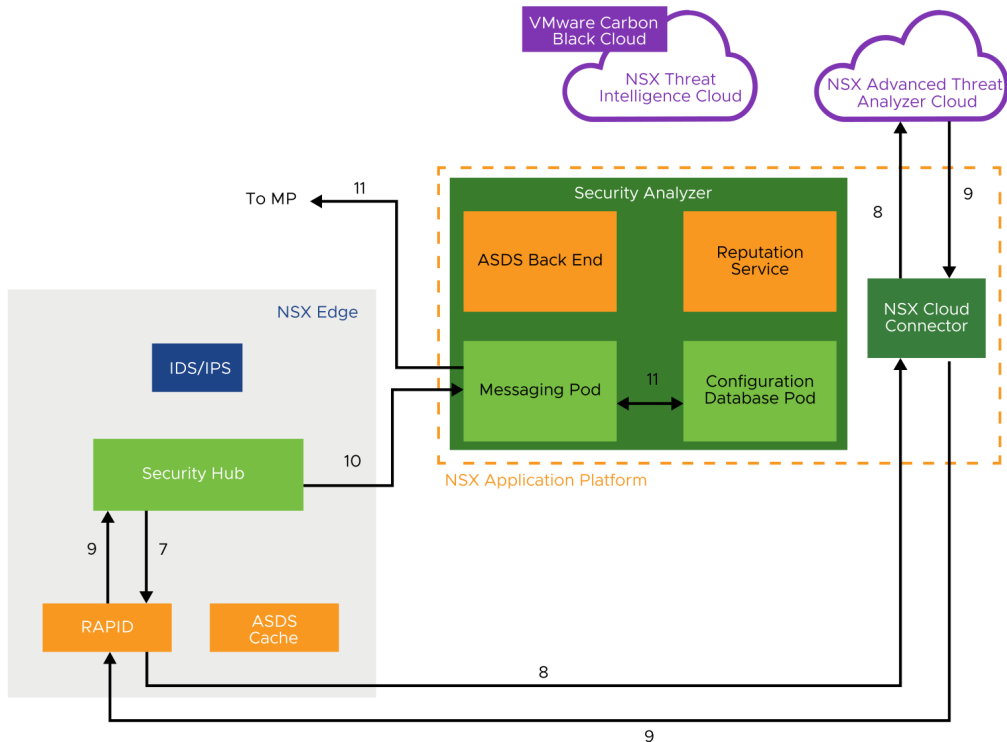 VMware Carbon
Black Cloud
NSX Threat
Intelligence Cloud
NSX Advanced Threat
Analyzer Cloud
To MP
11
Security Analyzer
8
9
ASDS Back End
Reputation
Service
NSX Cloud
Connector
NSX Edge
IDS/IPS
Messaging Pod
11
Configuration
Database Pod
Security Hub
10
NSX Application Platform
9
7
RAPID
ASDS
Cache
8
9